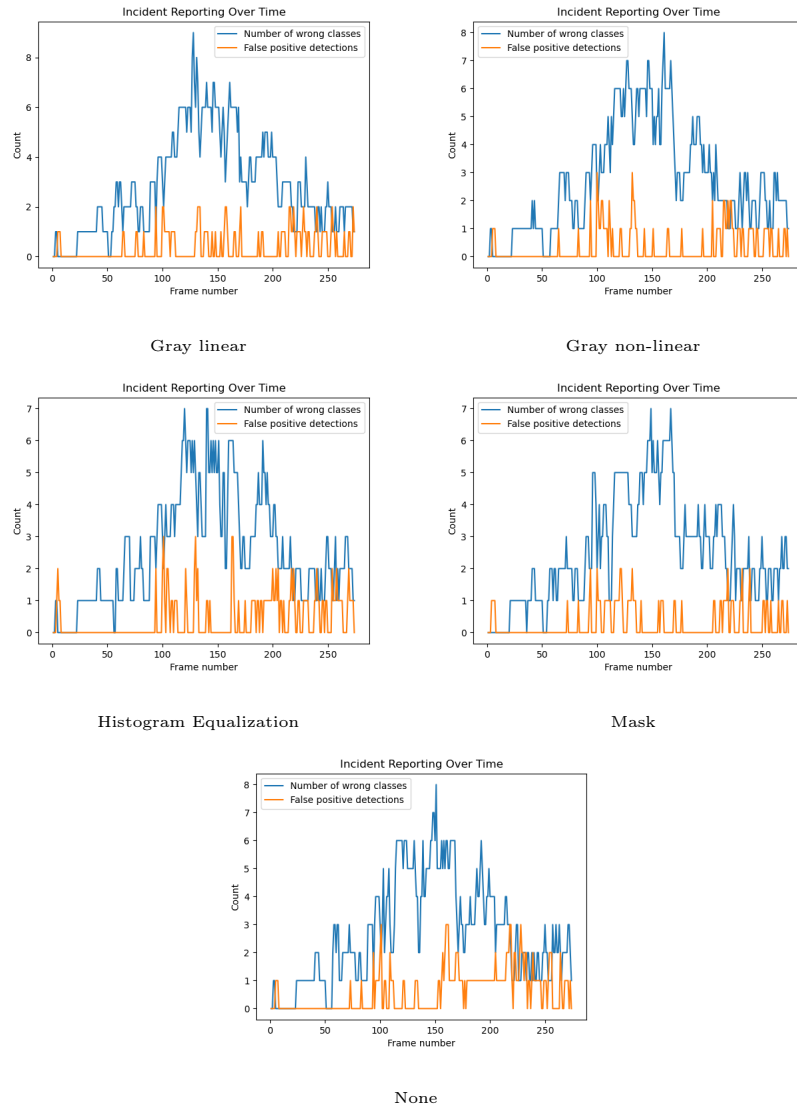 Incident Reporting Over Time
Number of wrong classes
False positive detections
8
6
4
2
0
Count
0 50 100 150 200 250
Frame number
Gray linear
Incident Reporting Over Time
Number of wrong classes
False positive detections
8
7
6
5
4
3
2
1
0
Count
0 50 100 150 200 250
Frame number
Gray non-linear
Incident Reporting Over Time
Number of wrong classes
False positive detections
7
6
5
4
3
2
1
0
Count
0 50 100 150 200 250
Frame number
Histogram Equalization
Incident Reporting Over Time
Number of wrong classes
False positive detections
7
6
5
4
3
2
1
0
Count
0 50 100 150 200 250
Frame number
Mask
Incident Reporting Over Time
Number of wrong classes
False positive detections
8
7
6
5
4
3
2
1
0
Count
0 50 100 150 200 250
Frame number
None